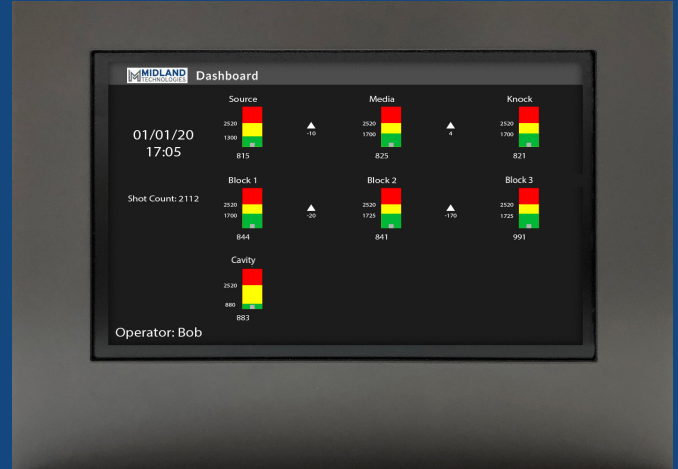 MIDLAND
TECHNOLOGIES
Dashboard
01/01/20
17:05
Shot Count: 2112
Source
2520
1300
815
-10
Media
2520
1700
825
4
Knock
2520
1700
821
Block 1
2520
1700
844
-20
Block 2
2520
1725
841
-170
Block 3
2520
1725
991
Cavity
2520
880
883
Operator: Bob